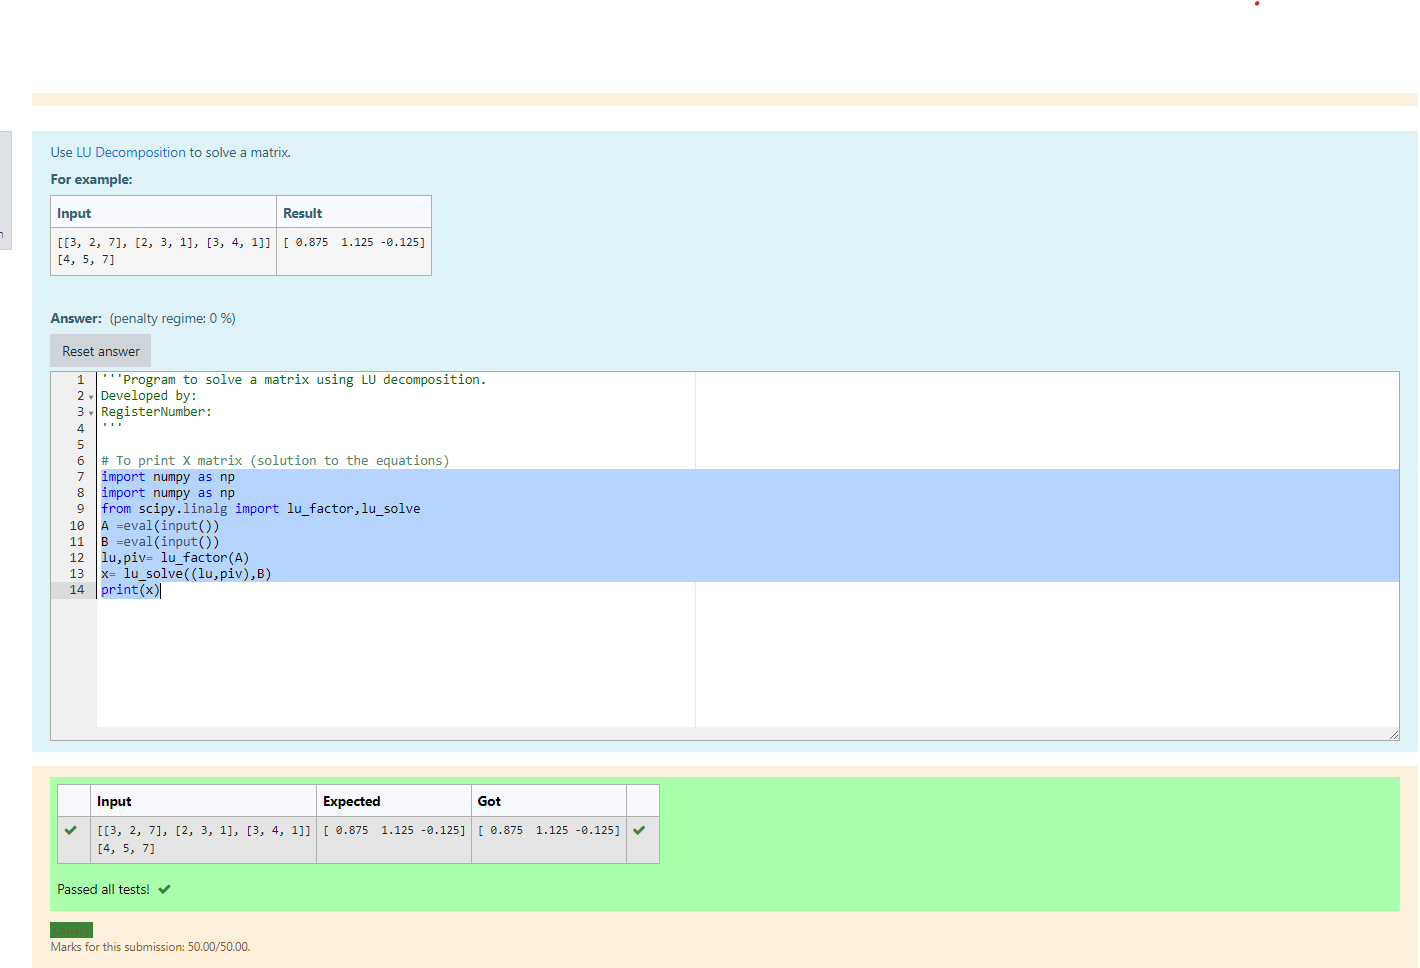 Use LU Decomposition to solve a matrix.
For example:
Input Result
[[3, 2, 7], [2, 3, 1], [3, 4, 1]] [ 0.875  1.125 -0.125]
[4, 5, 7]
Answer: (penalty regime: 0 %)
Reset answer
1 '''Program to solve a matrix using LU decomposition.
2 Developed by:
3 RegisterNumber:
4 '''
5
6 # To print X matrix (solution to the equations)
7 import numpy as np
8 import numpy as np
9 from scipy.linalg import lu_factor,lu_solve
10 A =eval(input())
11 B =eval(input())
12 lu,piv= lu_factor(A)
13 x= lu_solve((lu,piv),B)
14 print(x)
Input Expected Got
[[3, 2, 7], [2, 3, 1], [3, 4, 1]] [ 0.875  1.125 -0.125] [ 0.875  1.125 -0.125]
[4, 5, 7]
Passed all tests!
Correct
Marks for this submission: 50.00/50.00.